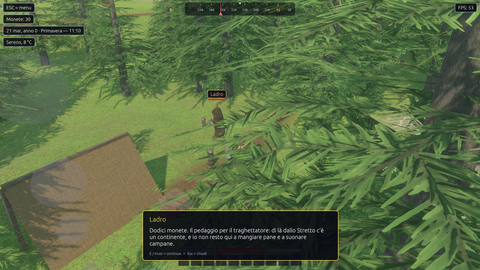 ESC = menu
FPS: 53
Monete: 30
21 mar, anno 0 · Primavera — 11:10
Sereno, 8 °C
Ladro
Ladro
Dodici monete. Il pedaggio per il traghettatore: di là dallo Stretto c'è
un continente, e io non resto qui a mangiare pane e a suonare
campane.